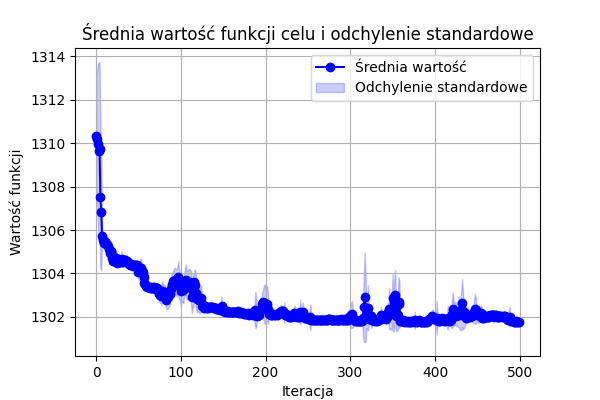 Średnia wartość funkcji celu i odchylenie standardowe
Średnia wartość
Odchylenie standardowe
Wartość funkcji
1314
1312
1310
1308
1306
1304
1302
0 100 200 300 400 500
Iteracja